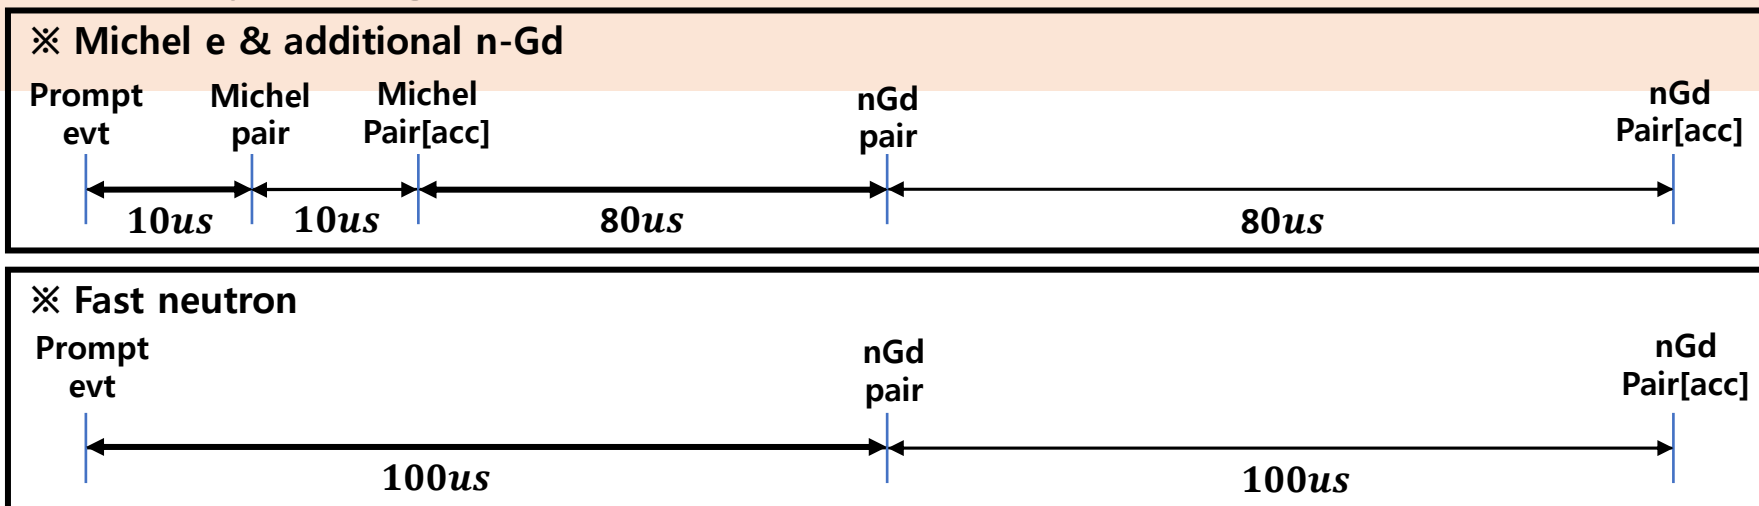 ※ Michel e & additional n-Gd
Prompt
evt
Michel
pair
Michel
Pair[acc]
nGd
pair
nGd
Pair[acc]
10us
10us
80us
80us
※ Fast neutron
Prompt
evt
nGd
pair
nGd
Pair[acc]
100us
100us